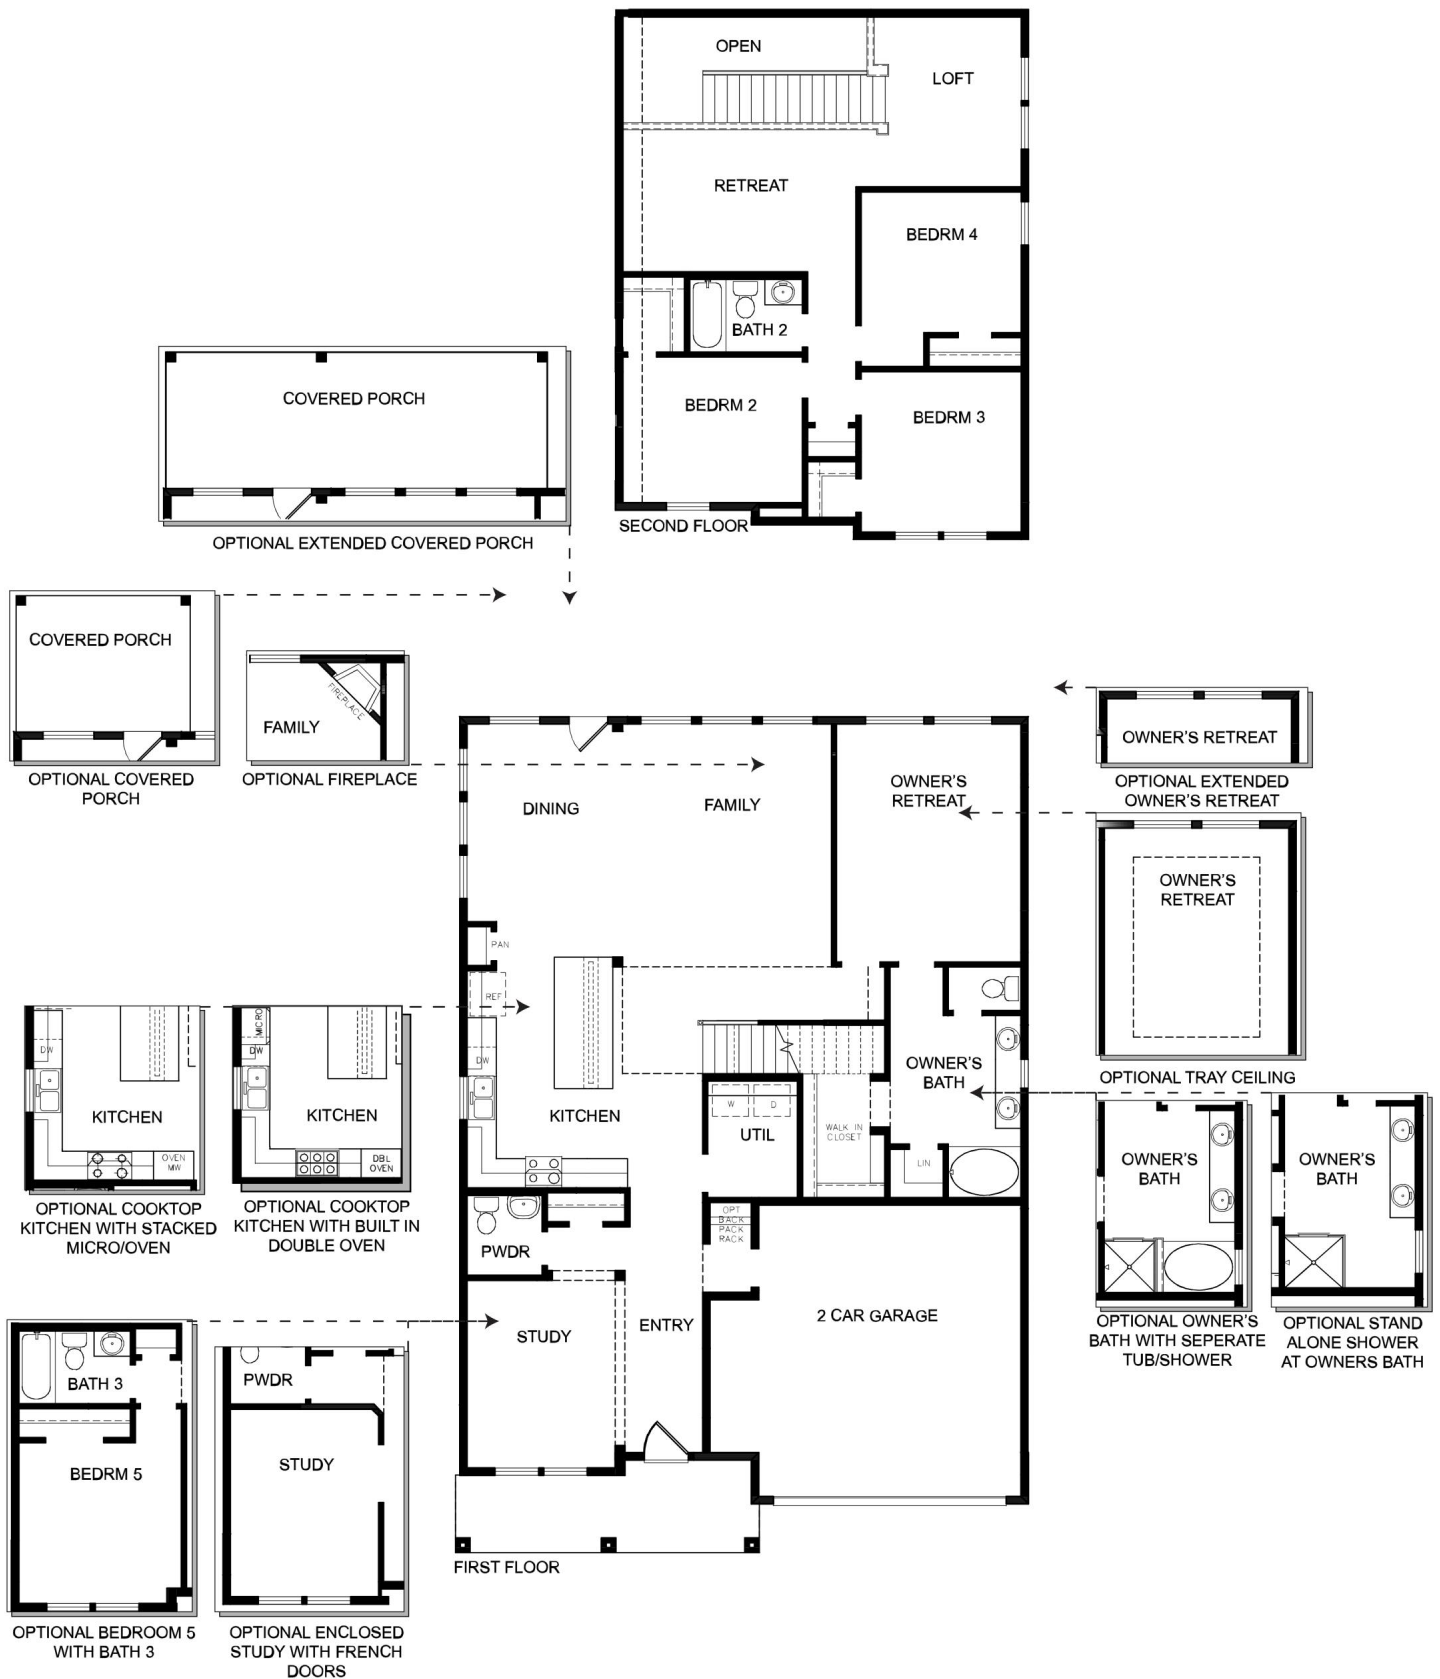 OPEN
LOFT
RETREAT
BEDRM 4
BATH 2
BEDRM 2
BEDRM 3
SECOND FLOOR
COVERED PORCH
OPTIONAL EXTENDED COVERED PORCH
COVERED PORCH
OPTIONAL COVERED
PORCH
FIREPLACE
FAMILY
OPTIONAL FIREPLACE
OWNER'S RETREAT
OPTIONAL EXTENDED
OWNER'S RETREAT
DINING
FAMILY
OWNER'S
RETREAT
OWNER'S
RETREAT
OPTIONAL TRAY CEILING
PAN
REF
DW
KITCHEN
OWNER'S
BATH
W
D
UTIL
WALK IN
CLOSET
LIN
DW
KITCHEN
OVEN
MW
OPTIONAL COOKTOP
KITCHEN WITH STACKED
MICRO/OVEN
MICRO
DW
KITCHEN
DBL
OVEN
OPTIONAL COOKTOP
KITCHEN WITH BUILT IN
DOUBLE OVEN
OWNER'S
BATH
OPTIONAL OWNER'S
BATH WITH SEPERATE
TUB/SHOWER
OWNER'S
BATH
OPTIONAL STAND
ALONE SHOWER
AT OWNERS BATH
PWDR
OPT
BACK
PACK
RACK
STUDY
ENTRY
2 CAR GARAGE
FIRST FLOOR
BATH 3
BEDRM 5
OPTIONAL BEDROOM 5
WITH BATH 3
PWDR
STUDY
OPTIONAL ENCLOSED
STUDY WITH FRENCH
DOORS